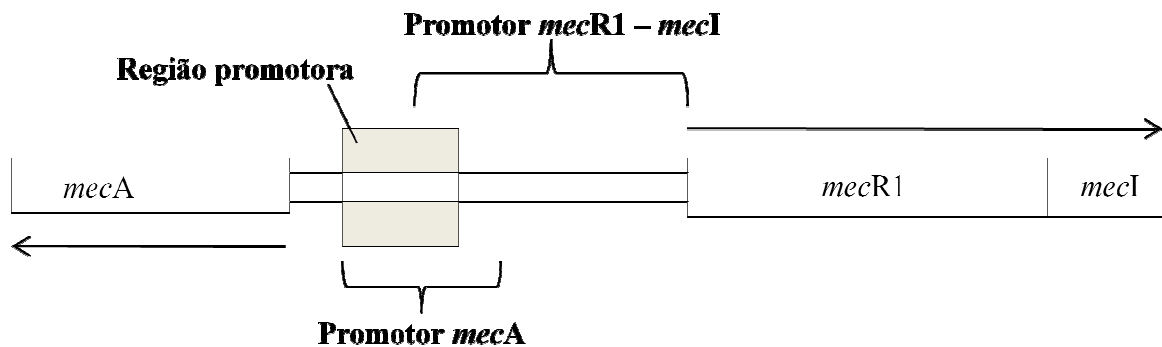 Promotor mecR1 – mecI
Região promotora
mecA
mecR1
mecI
Promotor mecA